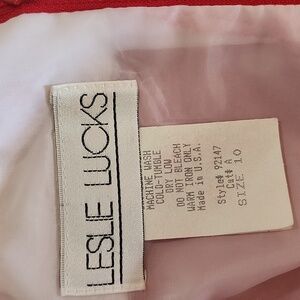 LESLIE LUCKS
MACHINE WASH
COLD-TUMBLE
DRY LOW
DO NOT BLEACH
WARM IRON ONLY
Made in U.S.A.
Style# 92147
Cut# A
SIZE 10